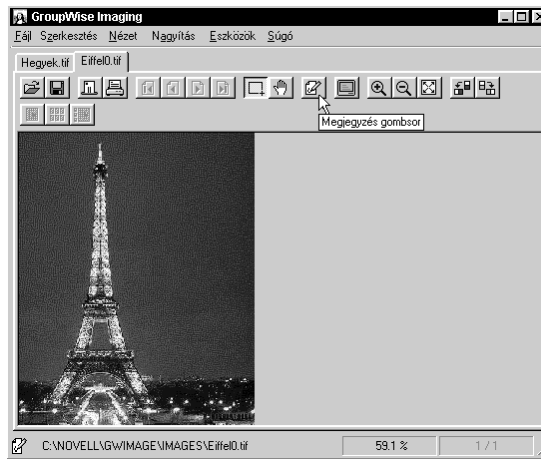 GroupWise Imaging
Fájl Szerkesztés Nézet Nagyítás Eszközök Súgó
Hegyek.tif Eiffel0.tif
Megjegyzés gombsor
C:\NOVELL\GWIMAGE\IMAGES\Eiffel0.tif 59.1 % 1 / 1